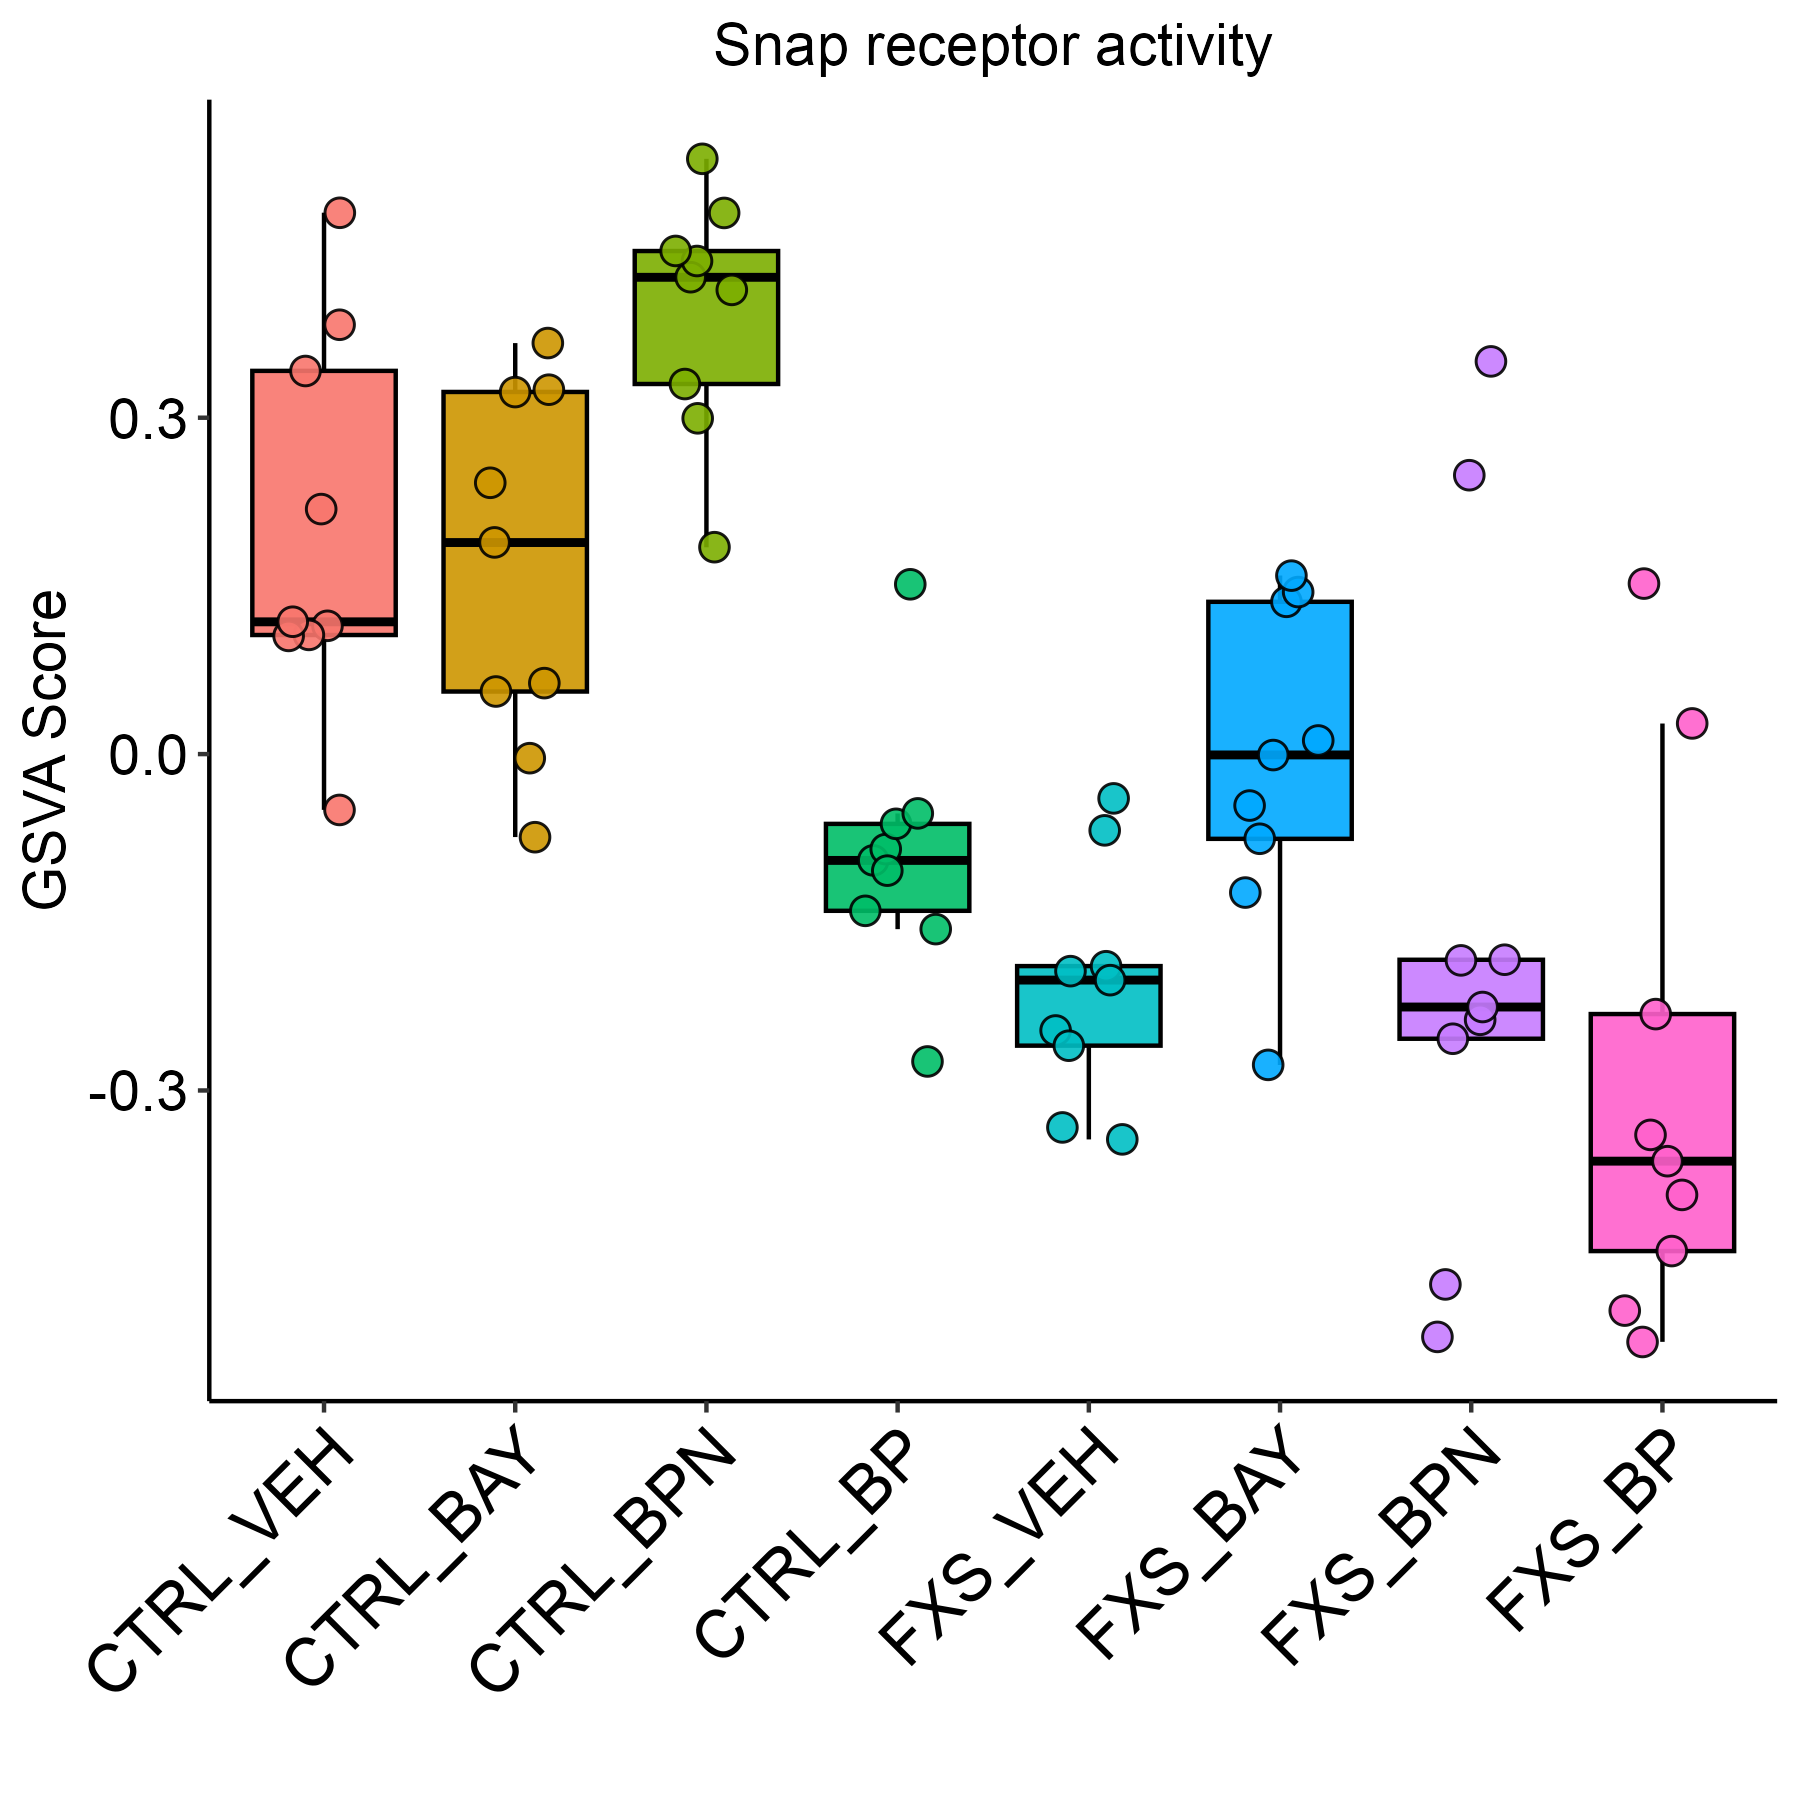 Snap receptor activity
GSVA Score
0.3
0.0
-0.3
CTRL_VEH
CTRL_BAY
CTRL_BPN
CTRL_BP
FXS_VEH
FXS_BAY
FXS_BPN
FXS_BP